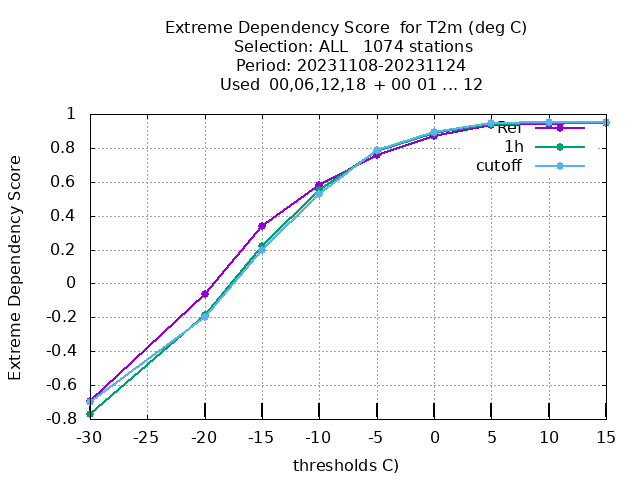 Extreme Dependency Score  for T2m (deg C)
Selection: ALL   1074 stations
Period: 20231108-20231124
Used  00,06,12,18  + 00 01 ... 12
Extreme Dependency Score
1
0.8
0.6
0.4
0.2
0
-0.2
-0.4
-0.6
-0.8
Ref
1h
cutoff
-30 -25 -20 -15 -10 -5 0 5 10 15
thresholds C)